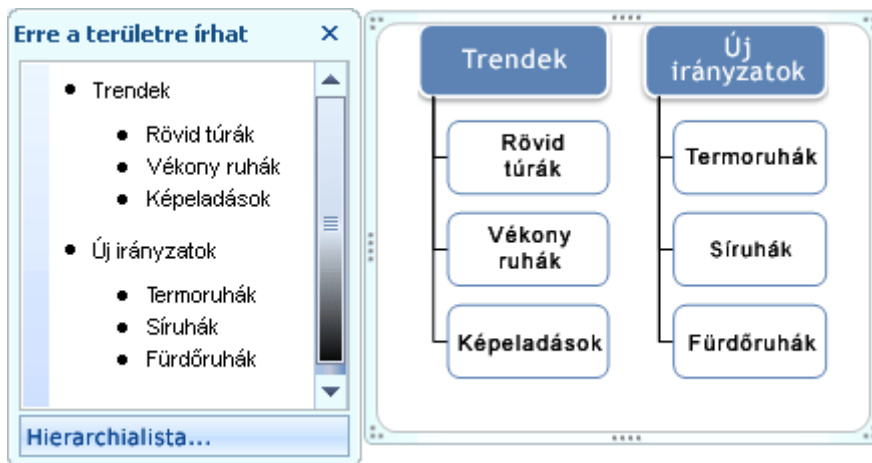 Erre a területre írhat
Trendek
Rövid túrák
Vékony ruhák
Képeladások
Új irányzatok
Termoruhák
Síruhák
Fürdőruhák
Hierarchialista...
Trendek
Rövid
túrák
Vékony
ruhák
Képeladások
Új
irányzatok
Termoruhák
Síruhák
Fürdőruhák